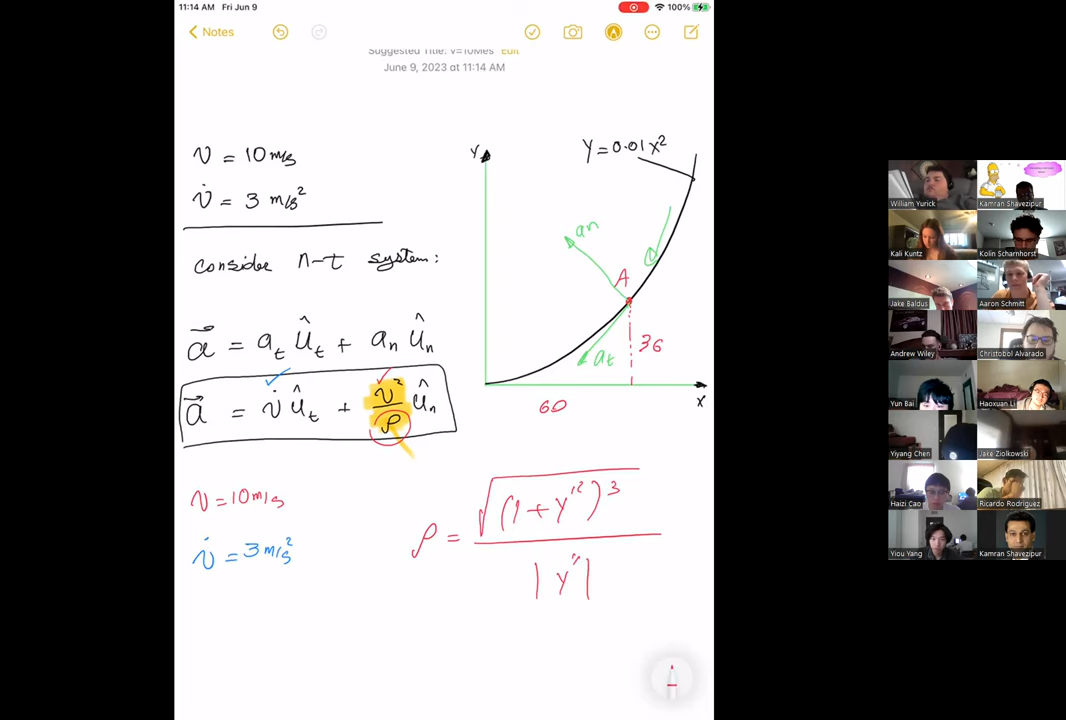 11:14 AM Fri Jun 9
100%
Notes
Suggested Title: V=10Mes Edit
June 9, 2023 at 11:14 AM
v = 10 m/s
v̇ = 3 m/s²
consider n-t system:
a⃗ = aₜ ûₜ + aₙ ûₙ
a⃗ = v̇ ûₜ + v²/ρ ûₙ
v = 10 m/s
v̇ = 3 m/s²
Y
Y = 0.01x²
an
A
at
36
X
60
ρ = √(1 + y'²)³ / |y"|
William Yurick
Kamran Shavezipur
Kali Kuntz
Kolin Scharnhorst
Jake Baldus
Aaron Schmitt
Andrew Wiley
Christobol Alvarado
Yun Bai
Haoxuan Li
Yiyang Chen
Jake Ziolkowski
Haizi Cao
Ricardo Rodriguez
Yiou Yang
Kamran Shavezipur